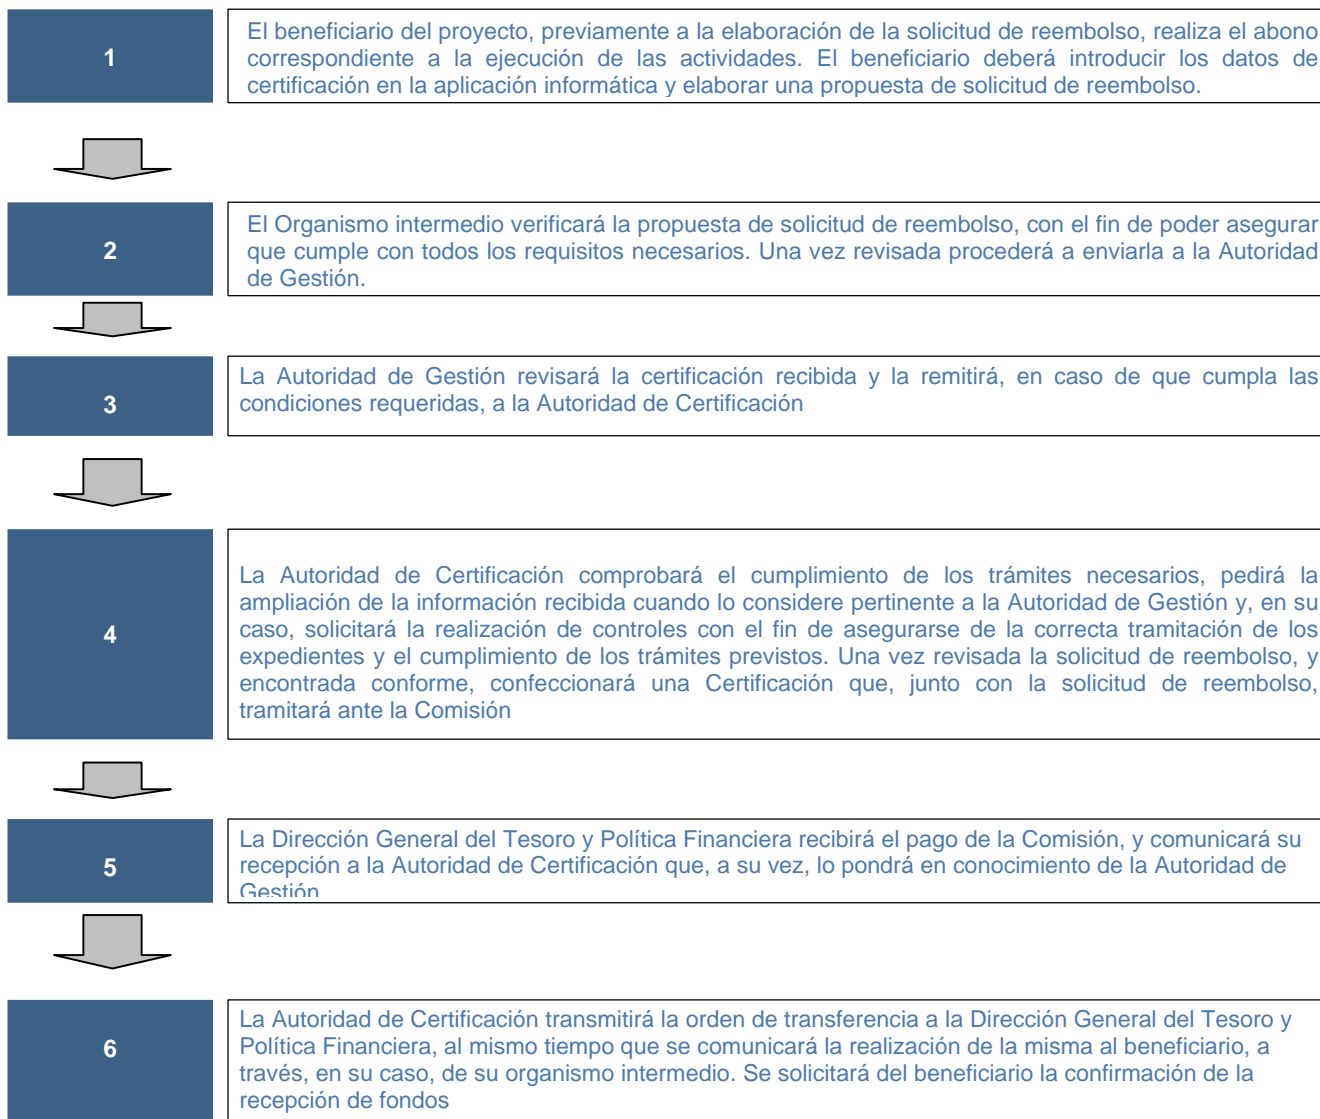 1
El beneficiario del proyecto, previamente a la elaboración de la solicitud de reembolso, realiza el abono
correspondiente a la ejecución de las actividades. El beneficiario deberá introducir los datos de
certificación en la aplicación informática y elaborar una propuesta de solicitud de reembolso.
2
El Organismo intermedio verificará la propuesta de solicitud de reembolso, con el fin de poder asegurar
que cumple con todos los requisitos necesarios. Una vez revisada procederá a enviarla a la Autoridad
de Gestión.
3
La Autoridad de Gestión revisará la certificación recibida y la remitirá, en caso de que cumpla las
condiciones requeridas, a la Autoridad de Certificación
4
La Autoridad de Certificación comprobará el cumplimiento de los trámites necesarios, pedirá la
ampliación de la información recibida cuando lo considere pertinente a la Autoridad de Gestión y, en su
caso, solicitará la realización de controles con el fin de asegurarse de la correcta tramitación de los
expedientes y el cumplimiento de los trámites previstos. Una vez revisada la solicitud de reembolso, y
encontrada conforme, confeccionará una Certificación que, junto con la solicitud de reembolso,
tramitará ante la Comisión
5
La Dirección General del Tesoro y Política Financiera recibirá el pago de la Comisión, y comunicará su
recepción a la Autoridad de Certificación que, a su vez, lo pondrá en conocimiento de la Autoridad de
Gestión
6
La Autoridad de Certificación transmitirá la orden de transferencia a la Dirección General del Tesoro y
Política Financiera, al mismo tiempo que se comunicará la realización de la misma al beneficiario, a
través, en su caso, de su organismo intermedio. Se solicitará del beneficiario la confirmación de la
recepción de fondos